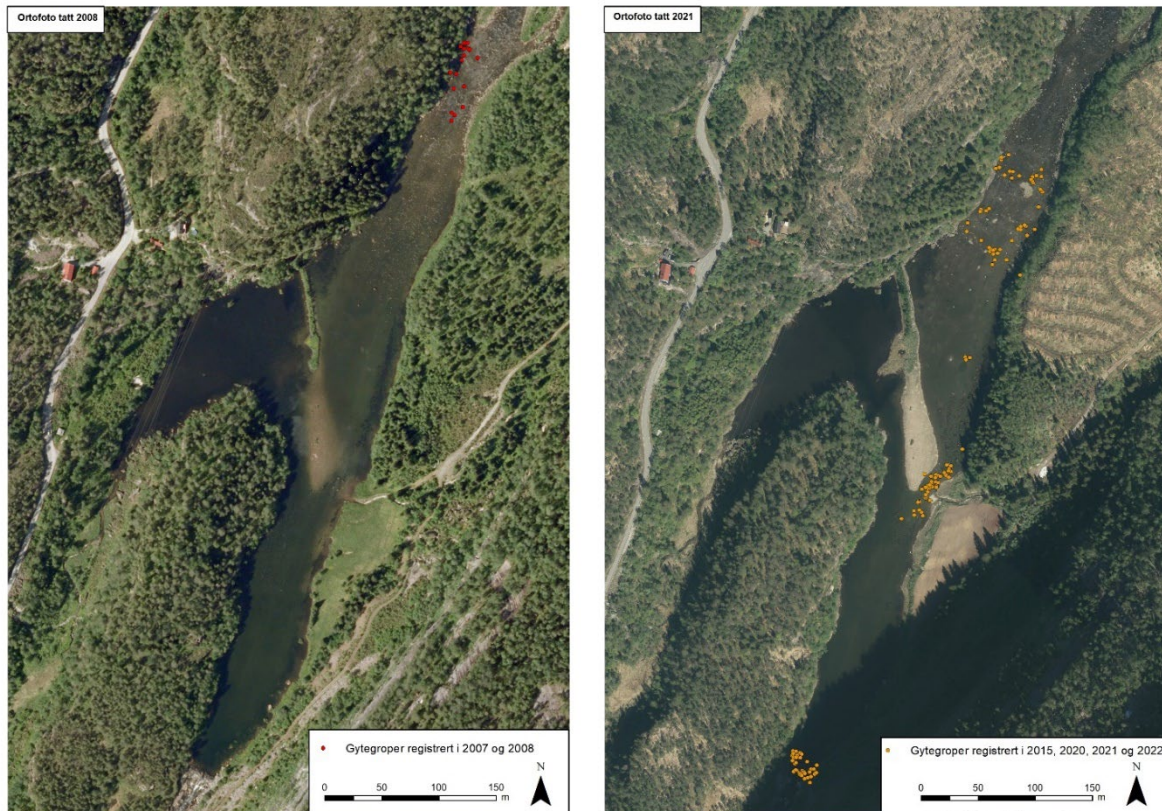 Ortofoto tatt 2008
Gytegroper registrert i 2007 og 2008
N
0 50 100 150
m
Ortofoto tatt 2021
Gytegroper registrert i 2015, 2020, 2021 og 2022
N
0 50 100 150
m